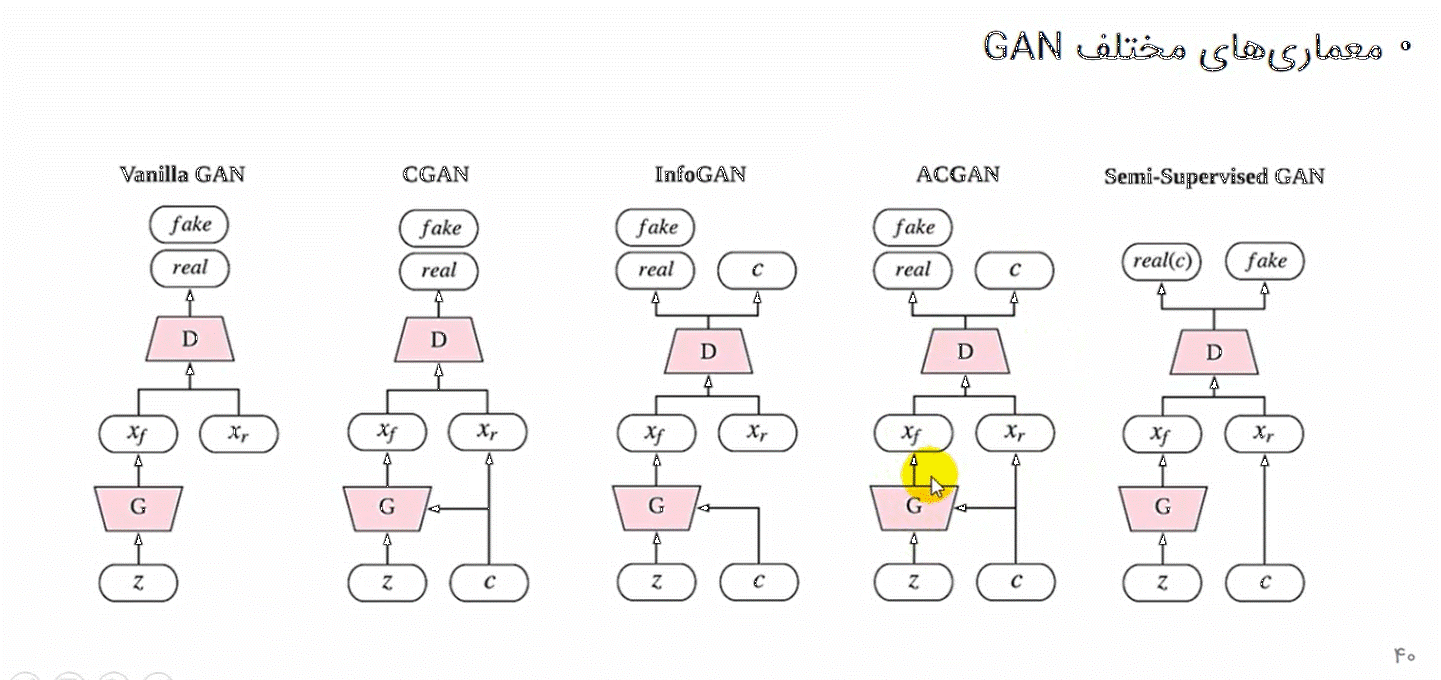 • معماری‌های مختلف GAN
Vanilla GAN
fake
real
D
x_f x_r
G
z
CGAN
fake
real
D
x_f x_r
G
z c
InfoGAN
fake
real c
D
x_f x_r
G
z c
ACGAN
fake
real c
D
x_f x_r
G
z c
Semi-Supervised GAN
real(c) fake
D
x_f x_r
G
z c
۴۰